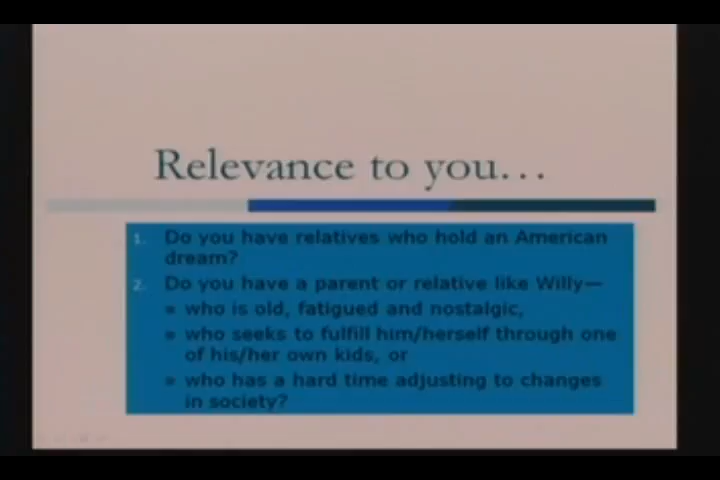 Relevance to you...
1. Do you have relatives who hold an American
dream?
2. Do you have a parent or relative like Willy—
» who is old, fatigued and nostalgic,
» who seeks to fulfill him/herself through one
of his/her own kids, or
» who has a hard time adjusting to changes
in society?